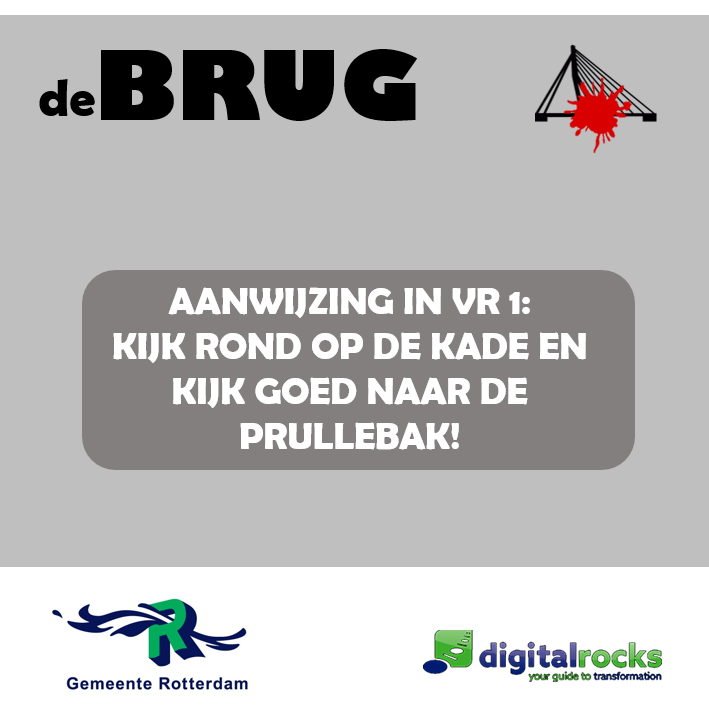 deBRUG
AANWIJZING IN VR 1:
KIJK ROND OP DE KADE EN
KIJK GOED NAAR DE
PRULLEBAK!
R
Gemeente Rotterdam
digitalrocks
your guide to transformation